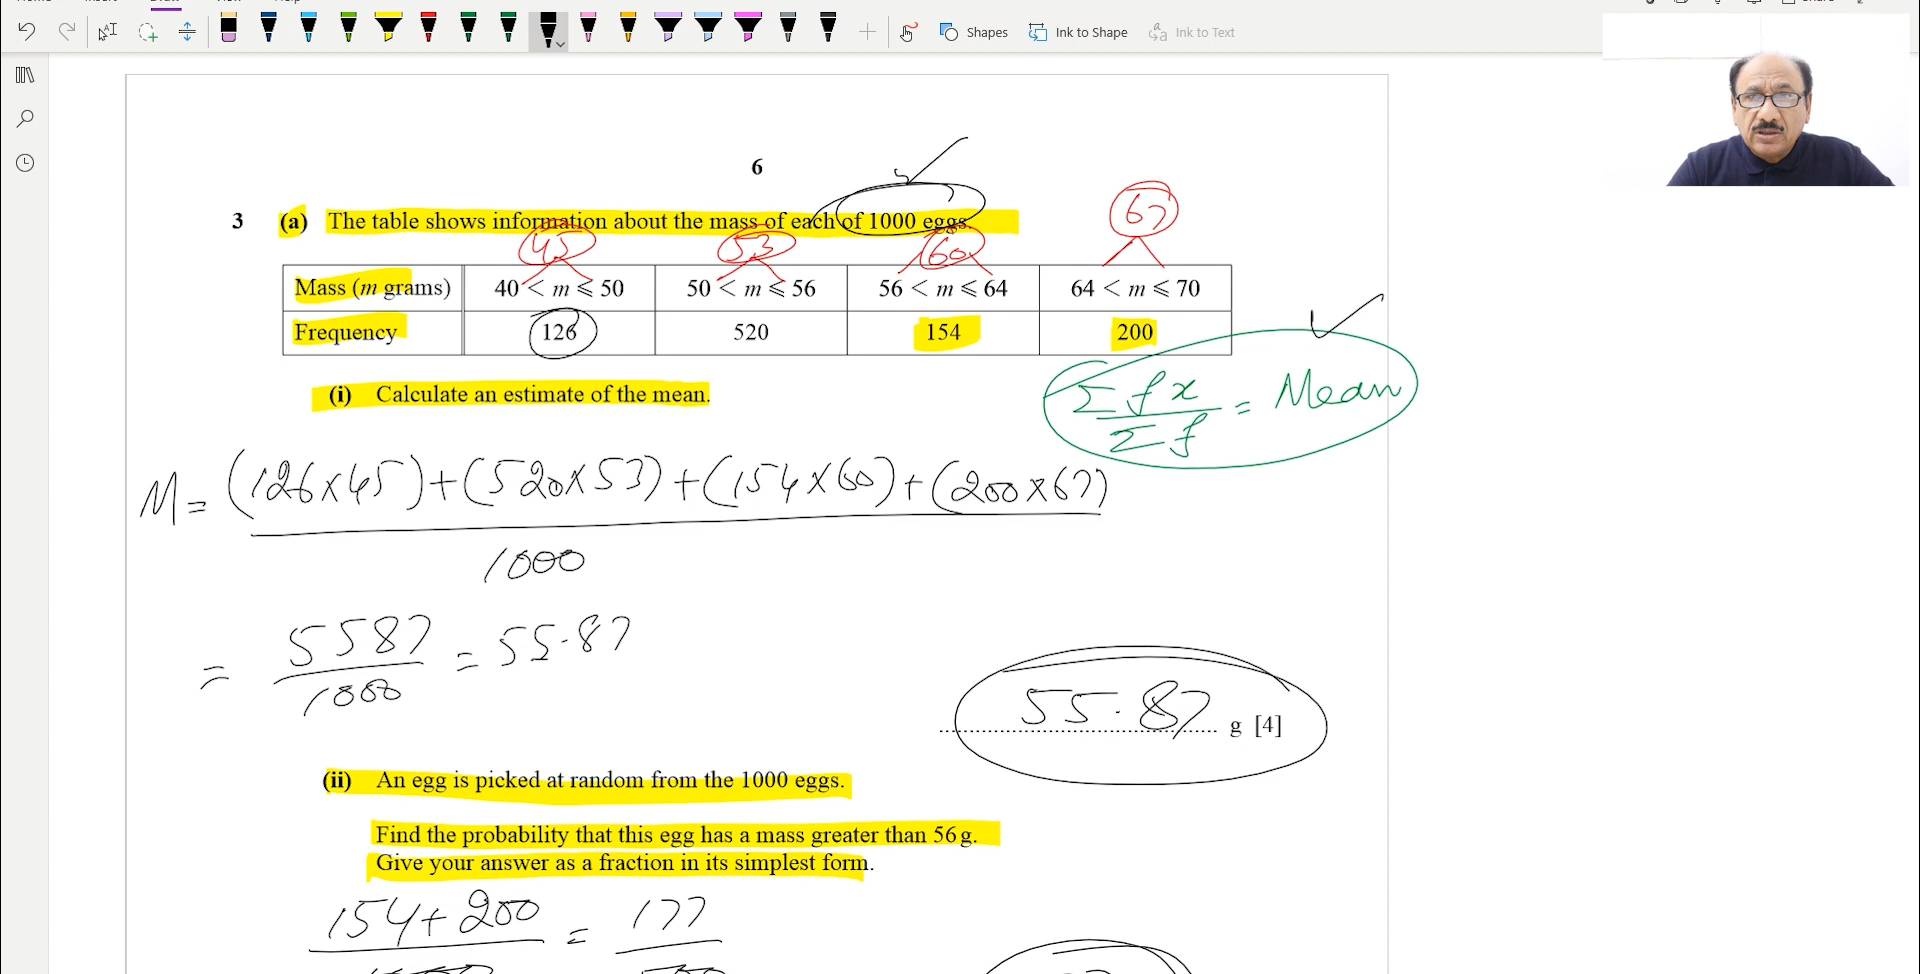 Shapes Ink to Shape Ink to Text
6
3 (a) The table shows information about the mass of each of 1000 eggs.
45 53 60 67
Mass (m grams) 40 < m ⩽ 50 50 < m ⩽ 56 56 < m ⩽ 64 64 < m ⩽ 70
Frequency 126 520 154 200
(i) Calculate an estimate of the mean.
Σfx/Σf = Mean
M = (126×45)+(520×53)+(154×60)+(200×67)
1000
= 5587/1000 = 55.87
55.87 g [4]
(ii) An egg is picked at random from the 1000 eggs.
Find the probability that this egg has a mass greater than 56 g.
Give your answer as a fraction in its simplest form.
154+200 = 177